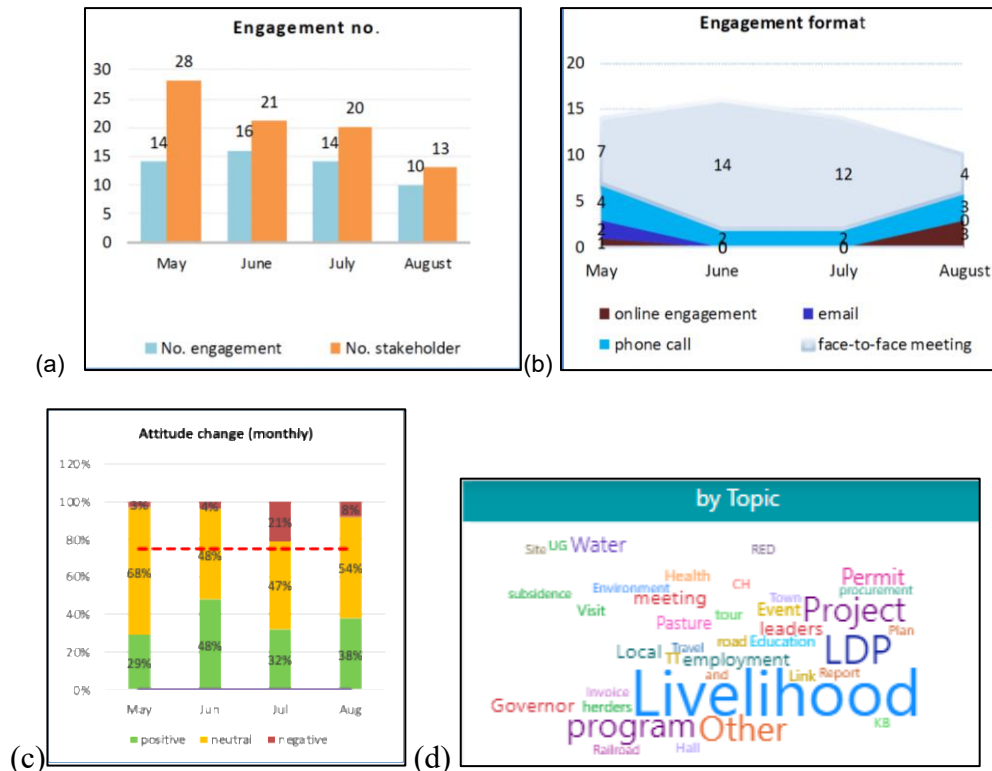 Engagement no.
30
25
20
15
10
5
0
14
28
16
21
14
20
10
13
May June July August
No. engagement No. stakeholder
(a)
Engagement format
20
15
10
5
0
7
14
12
4
4
2
2
3
2
0
1
0
0
3
May June July August
online engagement email
phone call face-to-face meeting
(b)
Attitude change (monthly)
120%
100%
80%
60%
40%
20%
0%
3%
4%
21%
8%
68%
48%
47%
54%
29%
48%
32%
38%
May Jun Jul Aug
positive neutral negative
(c)
by Topic
Site UG Water RED
subsidence Environment Health CH Permit
meeting Town procurement
Visit tour Event Project
Pasture leaders Plan
Local Travel road Education LDP
TT employment
and Link Report
Invoice Livelihood
Governor herders
program Other KB
Railroad Hall
(d)